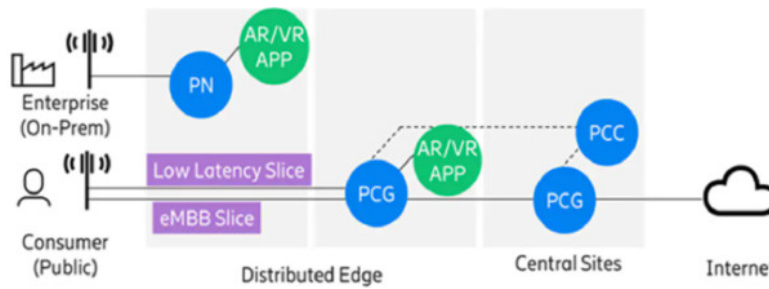 AR/VR
APP
PN
Enterprise
(On-Prem)
PCC
AR/VR
APP
Low Latency Slice
PCG
PCG
eMBB Slice
Consumer
(Public)
Distributed Edge
Central Sites
Internet